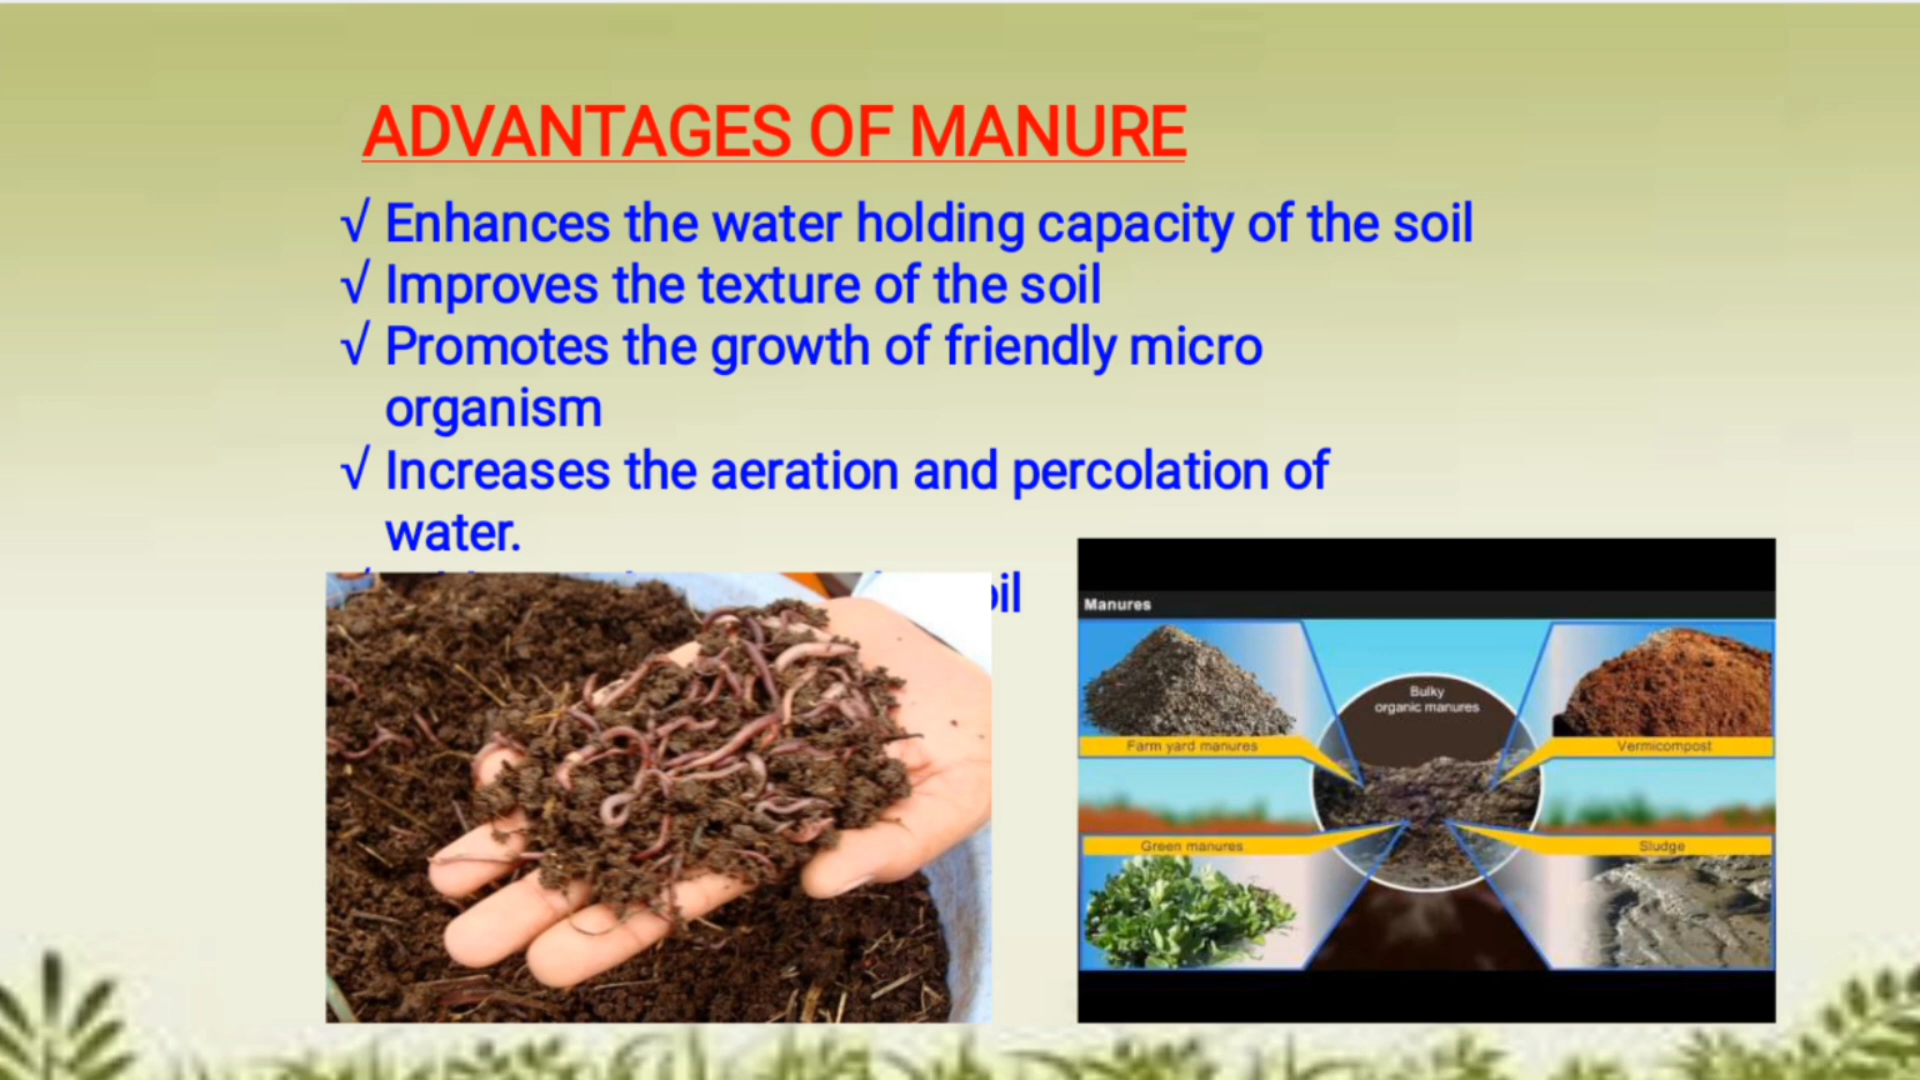 ADVANTAGES OF MANURE
√ Enhances the water holding capacity of the soil
√ Improves the texture of the soil
√ Promotes the growth of friendly micro
organism
√ Increases the aeration and percolation of
water.
Manures
Bulky
organic manures
Farm yard manures
Vermicompost
Green manures
Sludge